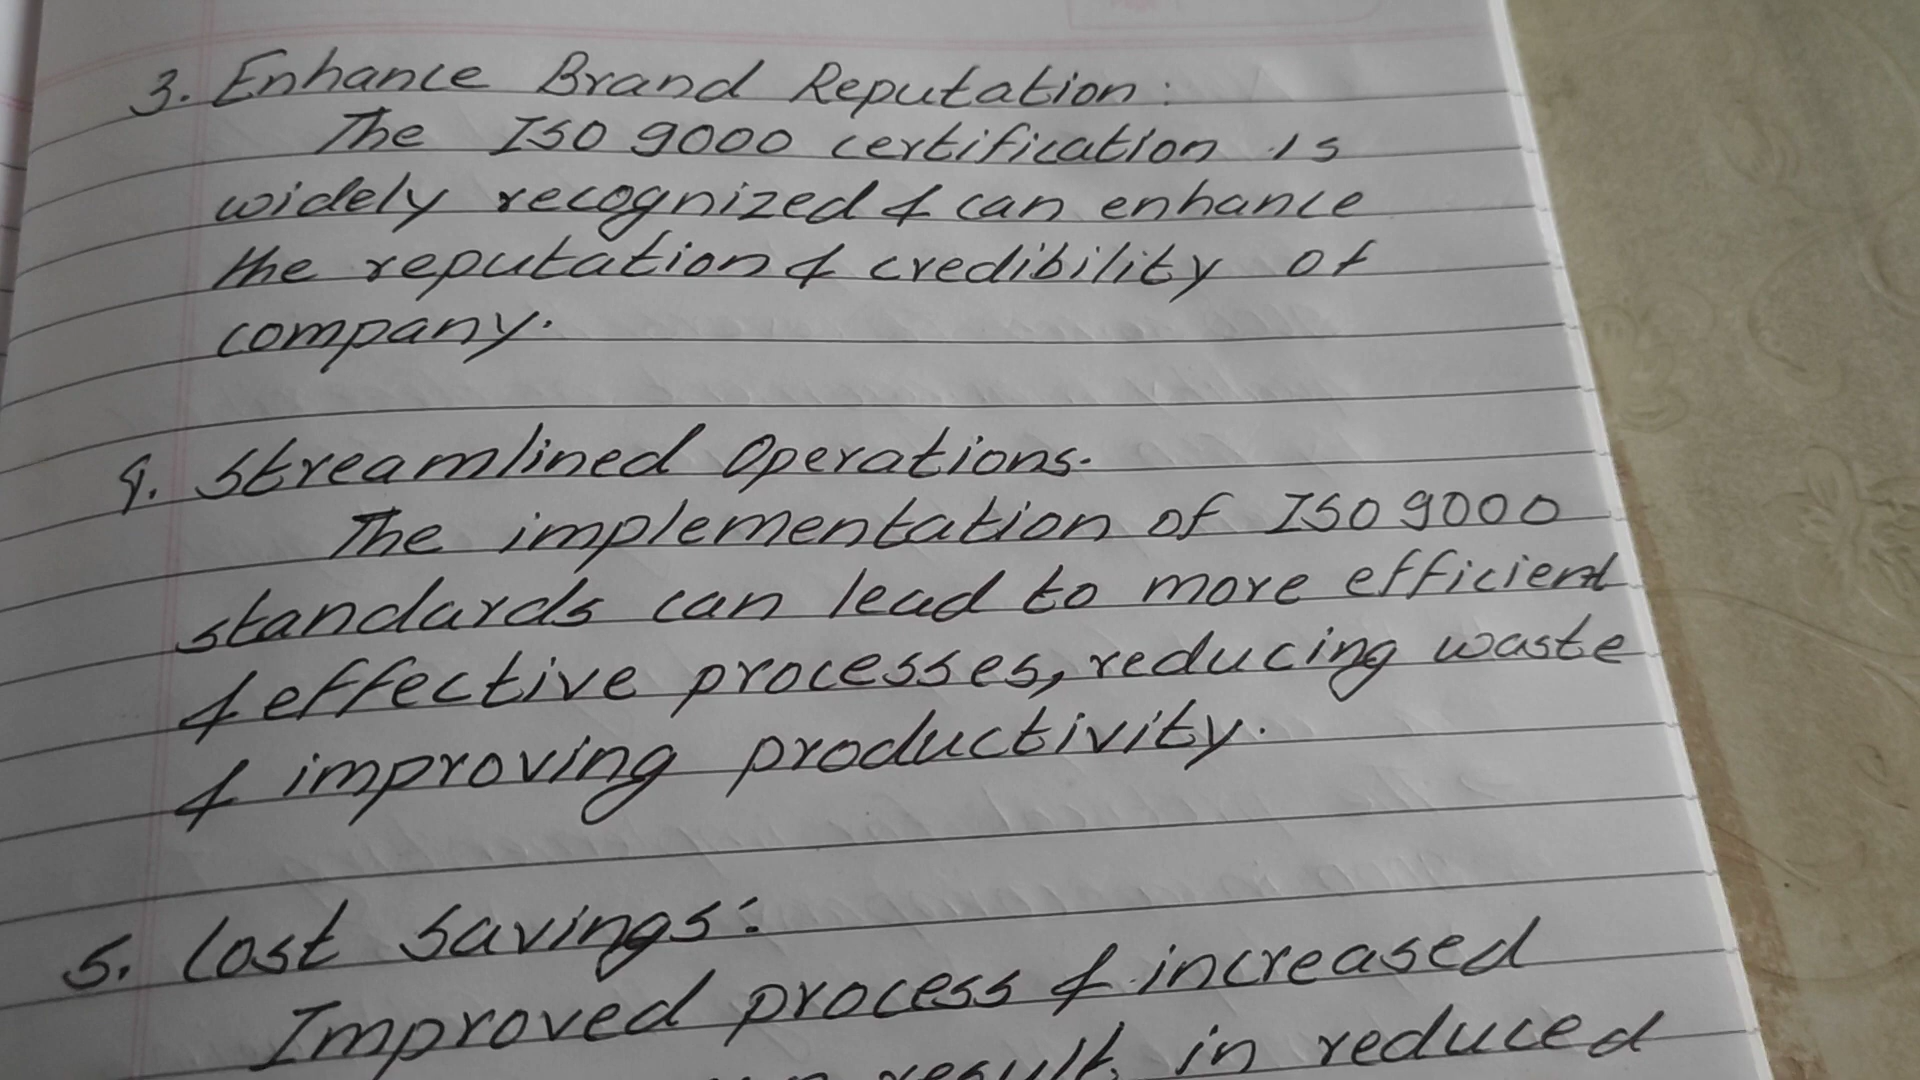 3. Enhance Brand Reputation:
The ISO 9000 certification is
widely recognized & can enhance
the reputation & credibility of
company.
4. Streamlined Operations.
The implementation of ISO 9000
standards can lead to more efficient
& effective processes, reducing waste
& improving productivity.
5. Cost Savings:
Improved process & increased
result in reduced